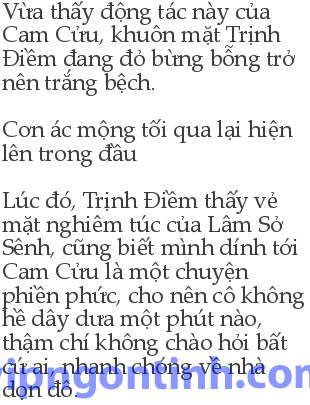 Vừa thấy động tác này của
Cam Cửu, khuôn mặt Trịnh
Điềm đang đỏ bừng bỗng trở
nên trắng bệch.
Cơn ác mộng tối qua lại hiện
lên trong đầu
Lúc đó, Trịnh Điềm thấy vẻ
mặt nghiêm túc của Lâm Sở
Sênh, cũng biết mình dính tới
Cam Cửu là một chuyện
phiền phức, cho nên cô không
hề dây dưa một phút nào,
thậm chí không chào hỏi bất
cứ ai, nhanh chóng về nhà
dọn đồ.
vipngontinh.com